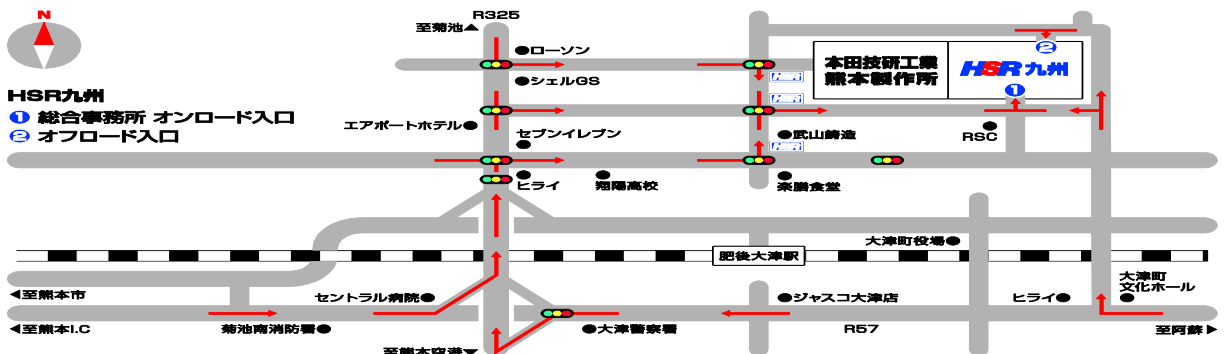 R325
至菊池▲
N
ローソン
シェルGS
本田技研工業
熊本製作所
HSR九州
②
①
HSR九州
① 総合事務所 オンロード入口
② オフロード入口
エアポートホテル
セブンイレブン
武山鋳造
RSC
HSR
HSR
HSR
ヒライ
翔陽高校
楽膳食堂
大津町役場
肥後大津駅
◀至熊本市
セントラル病院
ジャスコ大津店
ヒライ
大津町
文化ホール
◀至熊本I.C
菊池南消防署
大津警察署
R57
至阿蘇▶
至熊本空港▼